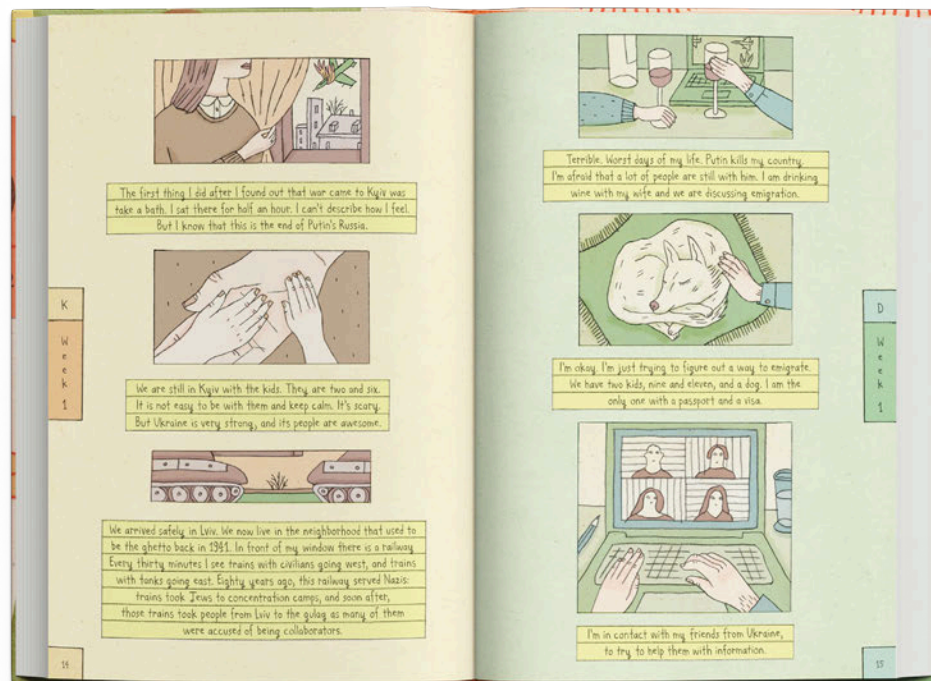 The first thing I did after I found out that war came to Kyiv was
take a bath. I sat there for half an hour. I can't describe how I feel.
But I know that this is the end of Putin's Russia.
We are still in Kyiv with the kids. They are two and six.
It is not easy to be with them and keep calm. It's scary.
But Ukraine is very strong, and its people are awesome.
We arrived safely in Lviv. We now live in the neighborhood that used to
be the ghetto back in 1941. In front of my window there is a railway.
Every thirty minutes I see trains with civilians going west, and trains
with tanks going east. Eighty years ago, this railway served Nazis:
trains took Jews to concentration camps, and soon after,
those trains took people from Lviv to the gulag as many of them
were accused of being collaborators.
K
Week 1
14
Terrible. Worst days of my life. Putin kills my country.
I'm afraid that a lot of people are still with him. I am drinking
wine with my wife and we are discussing emigration.
I'm okay. I'm just trying to figure out a way to emigrate.
We have two kids, nine and eleven, and a dog. I am the
only one with a passport and a visa.
I'm in contact with my friends from Ukraine,
to try to help them with information.
D
Week 1
15